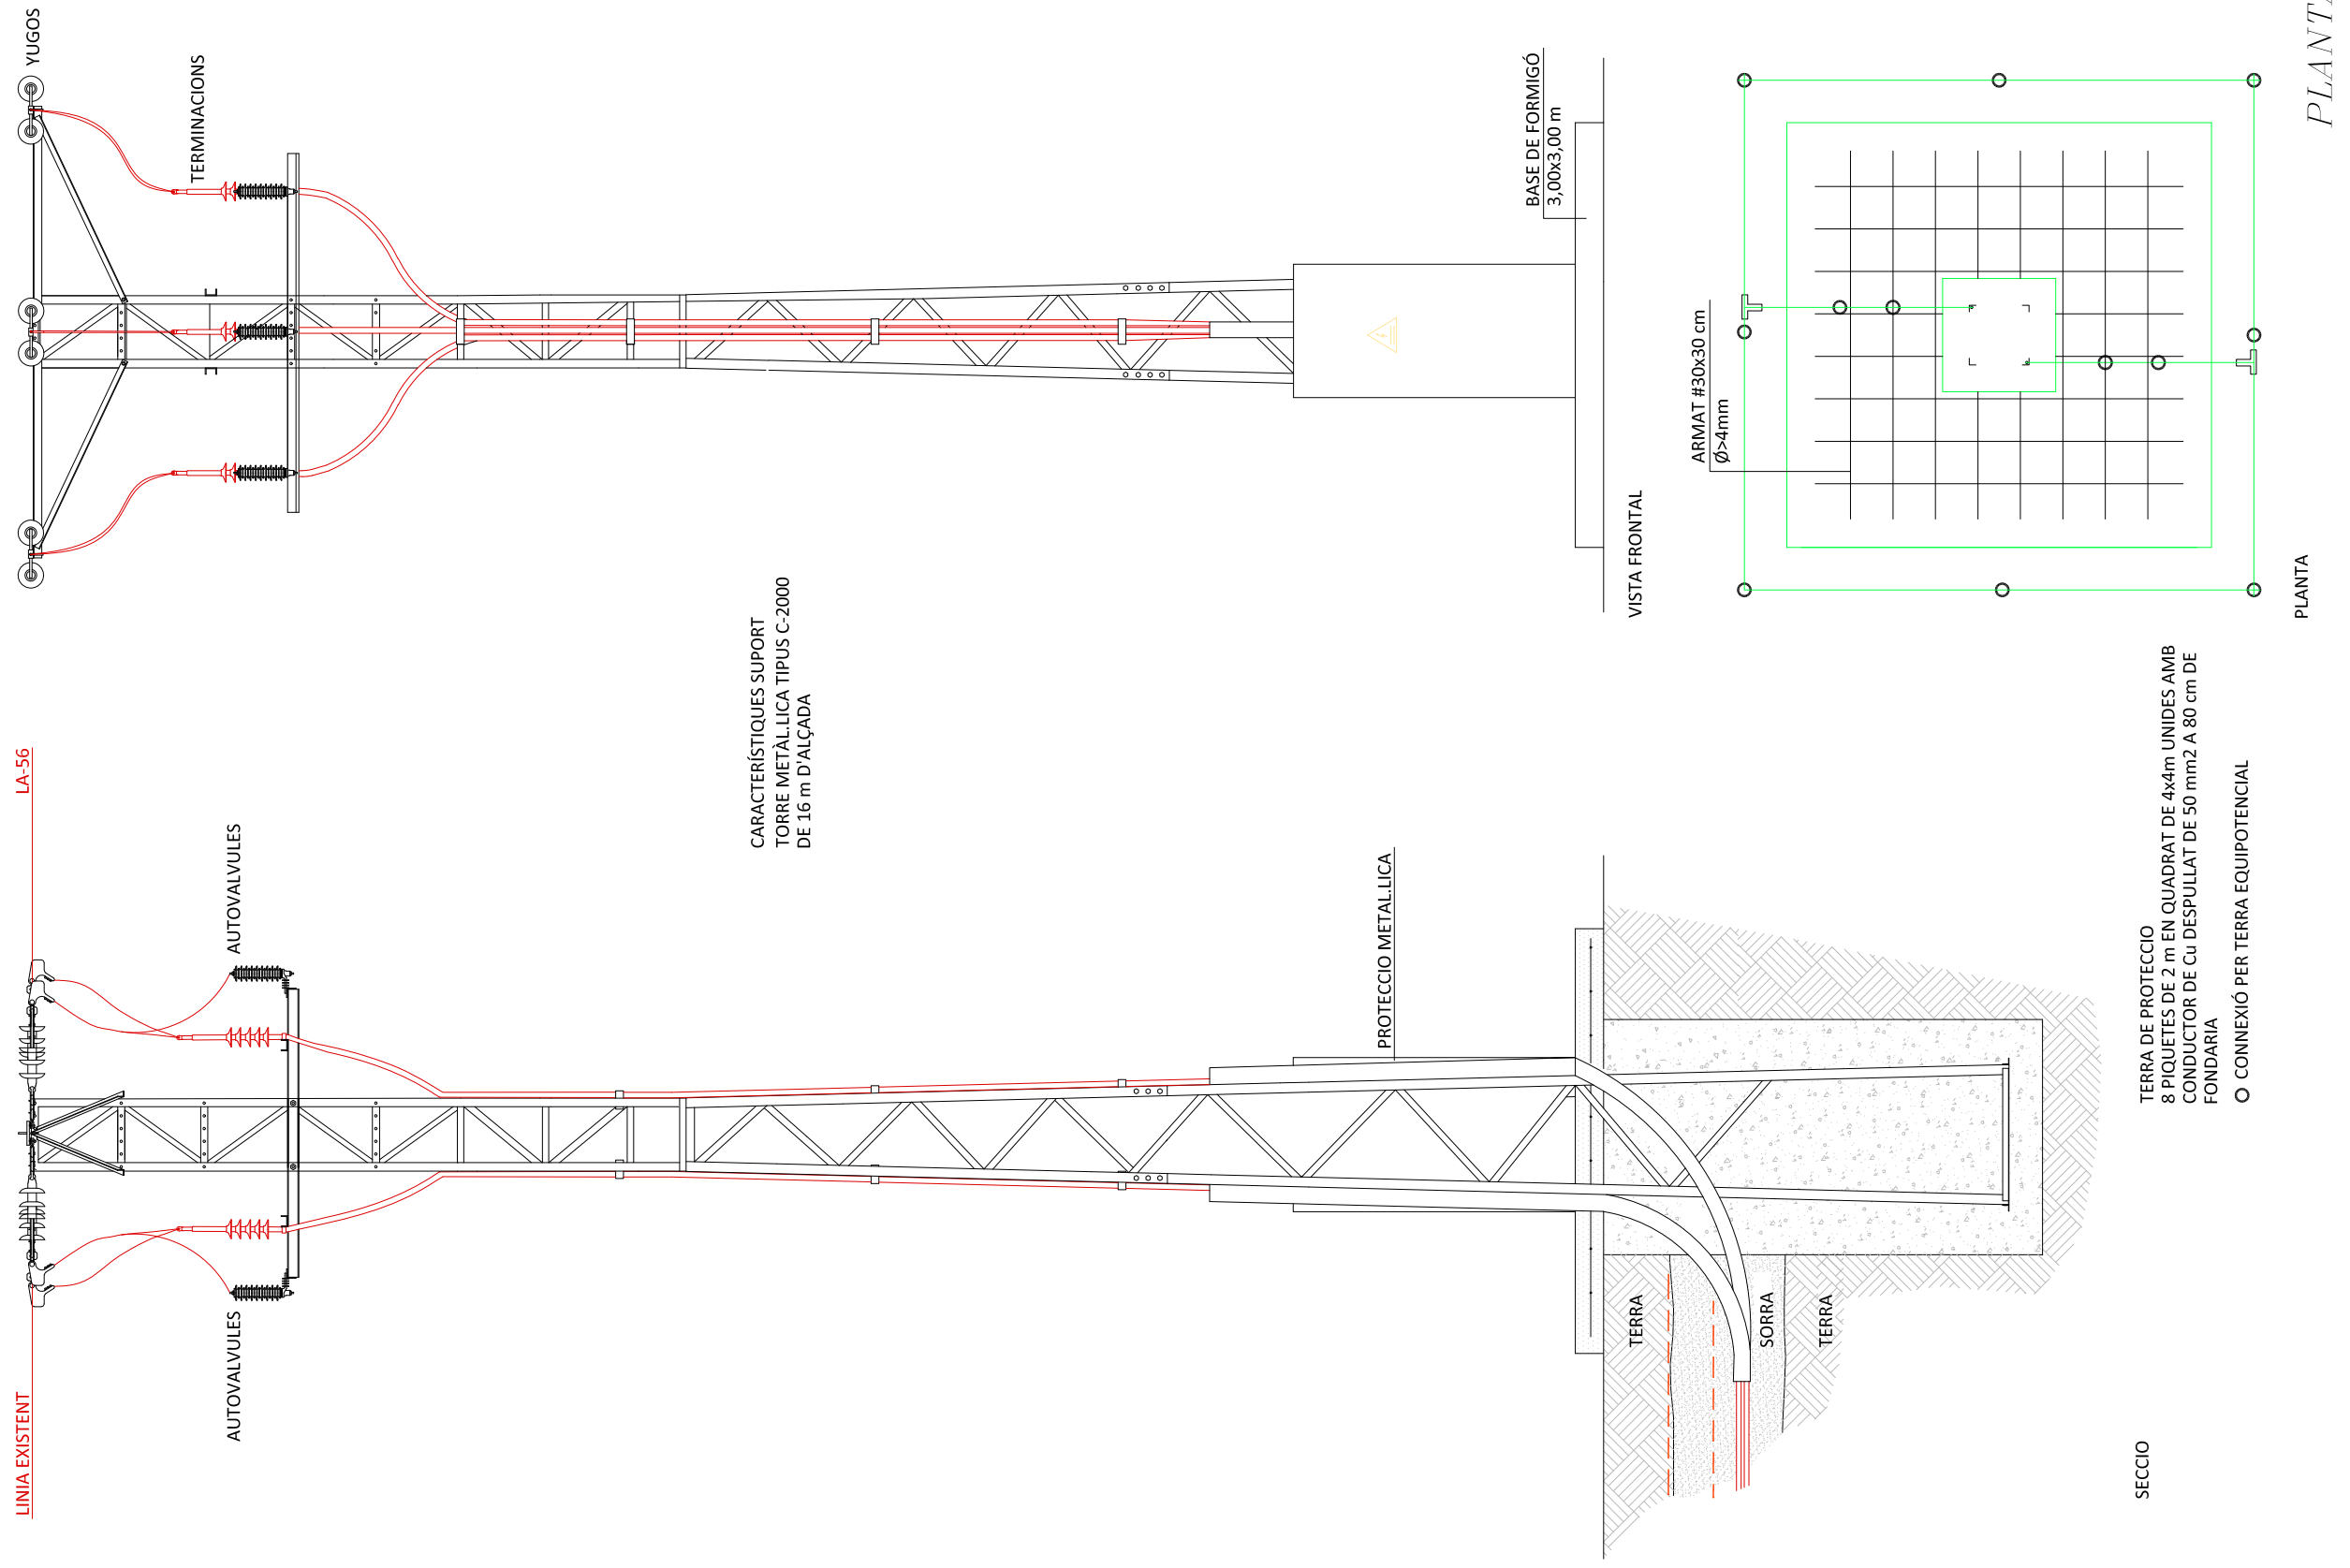 LINIA EXISTENT
LA-56
AUTOVALVULES
AUTOVALVULES
YUGOS
TERMINACIONS
CARACTERÍSTIQUES SUPORT
TORRE METÀL.LICA TIPUS C-2000
DE 16 m D'ALÇADA
PROTECCIO METAL.LICA
BASE DE FORMIGÓ
3,00x3,00 m
VISTA FRONTAL
ARMAT #30x30 cm
Ø>4mm
TERRA
SORRA
TERRA
SECCIO
TERRA DE PROTECCIO
8 PIQUETES DE 2 m EN QUADRAT DE 4x4m UNIDES AMB
CONDUCTOR DE Cu DESPULLAT DE 50 mm2 A 80 cm DE
FONDARIA
O CONNEXIÓ PER TERRA EQUIPOTENCIAL
PLANTA